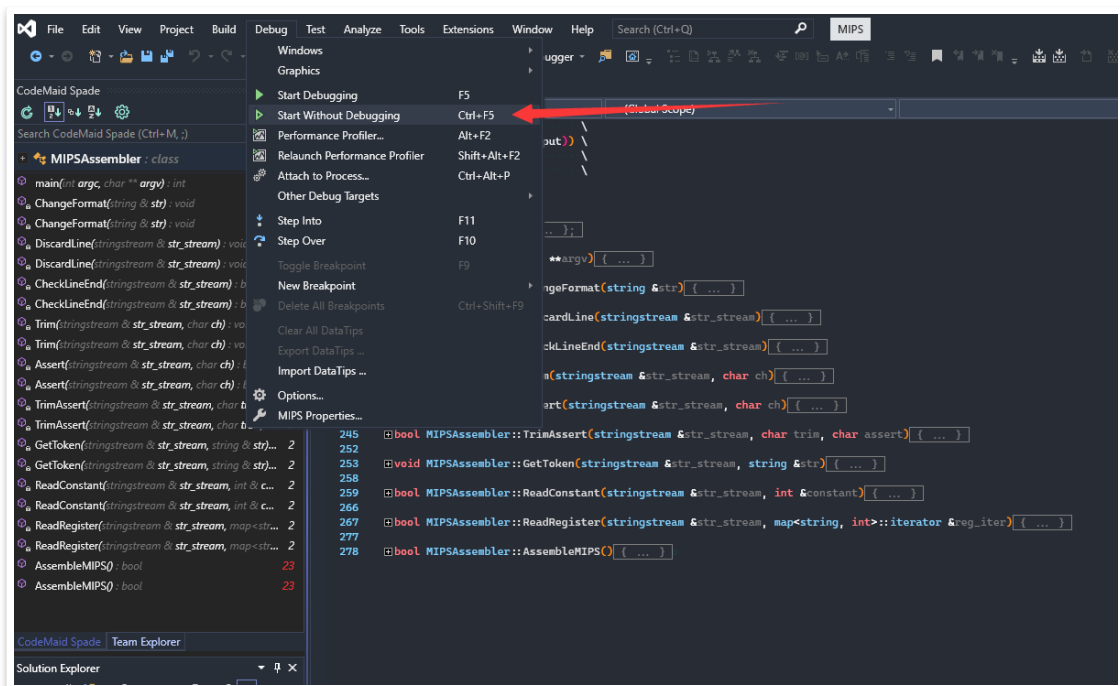 File Edit View Project Build Debug Test Analyze Tools Extensions Window Help Search (Ctrl+Q) MIPS
Windows
Graphics
Start Debugging F5
Start Without Debugging Ctrl+F5
Performance Profiler... Alt+F2
Relaunch Performance Profiler Shift+Alt+F2
Attach to Process... Ctrl+Alt+P
Other Debug Targets
Step Into F11
Step Over F10
Toggle Breakpoint F9
New Breakpoint
Delete All Breakpoints Ctrl+Shift+F9
Clear All DataTips
Export DataTips ...
Import DataTips ...
Options...
MIPS Properties...
CodeMaid Spade
Search CodeMaid Spade (Ctrl+M, ;)
MIPSAssembler : class
main(int argc, char ** argv) : int
ChangeFormat(string & str) : void
ChangeFormat(string & str) : void
DiscardLine(stringstream & str_stream) : void
DiscardLine(stringstream & str_stream) : void
CheckLineEnd(stringstream & str_stream) : b
CheckLineEnd(stringstream & str_stream) : b
Trim(stringstream & str_stream, char ch) : vo
Trim(stringstream & str_stream, char ch) : vo
Assert(stringstream & str_stream, char ch) : b
Assert(stringstream & str_stream, char ch) : b
TrimAssert(stringstream & str_stream, char t
TrimAssert(stringstream & str_stream, char
GetToken(stringstream & str_stream, string & str)... 2
GetToken(stringstream & str_stream, string & str)... 2
ReadConstant(stringstream & str_stream, int & c... 2
ReadConstant(stringstream & str_stream, int & c... 2
ReadRegister(stringstream & str_stream, map<str... 2
ReadRegister(stringstream & str_stream, map<str... 2
AssembleMIPS() : bool 23
AssembleMIPS() : bool 23
CodeMaid Spade Team Explorer
Solution Explorer
ugger
(Global Scope)
\
put)) \
\
... };
**argv) { ... }
ngeFormat(string &str) { ... }
cardLine(stringstream &str_stream) { ... }
ckLineEnd(stringstream &str_stream) { ... }
m(stringstream &str_stream, char ch) { ... }
ert(stringstream &str_stream, char ch) { ... }
245 bool MIPSAssembler::TrimAssert(stringstream &str_stream, char trim, char assert) { ... }
252
253 void MIPSAssembler::GetToken(stringstream &str_stream, string &str) { ... }
258
259 bool MIPSAssembler::ReadConstant(stringstream &str_stream, int &constant) { ... }
266
267 bool MIPSAssembler::ReadRegister(stringstream &str_stream, map<string, int>::iterator &reg_iter) { ... }
277
278 bool MIPSAssembler::AssembleMIPS() { ... }